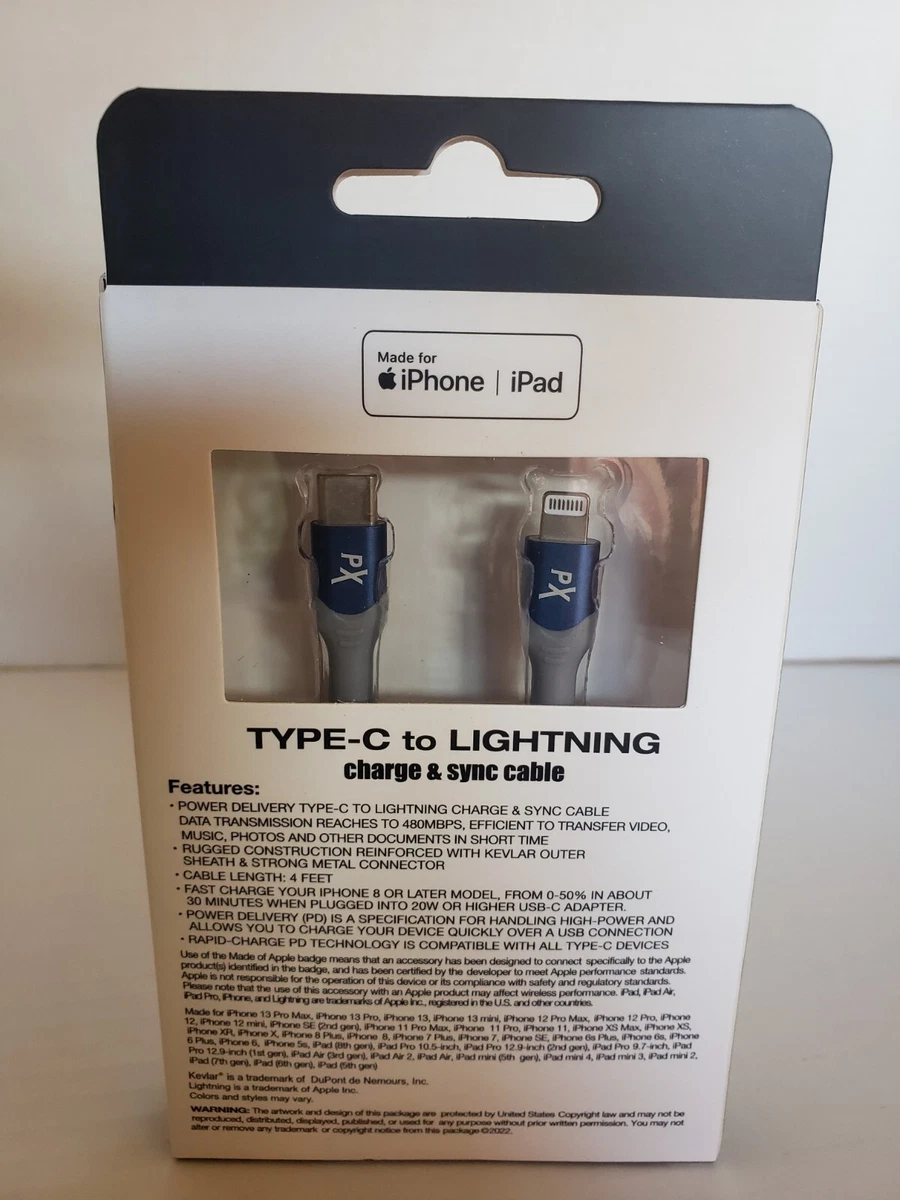 Made for
iPhone | iPad
PX
PX
TYPE-C to LIGHTNING
charge & sync cable
Features:
• POWER DELIVERY TYPE-C TO LIGHTNING CHARGE & SYNC CABLE
DATA TRANSMISSION REACHES TO 480MBPS, EFFICIENT TO TRANSFER VIDEO,
MUSIC, PHOTOS AND OTHER DOCUMENTS IN SHORT TIME
• RUGGED CONSTRUCTION REINFORCED WITH KEVLAR OUTER
SHEATH & STRONG METAL CONNECTOR
• CABLE LENGTH: 4 FEET
• FAST CHARGE YOUR IPHONE 8 OR LATER MODEL, FROM 0-50% IN ABOUT
30 MINUTES WHEN PLUGGED INTO 20W OR HIGHER USB-C ADAPTER.
• POWER DELIVERY (PD) IS A SPECIFICATION FOR HANDLING HIGH-POWER AND
ALLOWS YOU TO CHARGE YOUR DEVICE QUICKLY OVER A USB CONNECTION
• RAPID-CHARGE PD TECHNOLOGY IS COMPATIBLE WITH ALL TYPE-C DEVICES
Use of the Made of Apple badge means that an accessory has been designed to connect specifically to the Apple
product(s) identified in the badge, and has been certified by the developer to meet Apple performance standards.
Apple is not responsible for the operation of this device or its compliance with safety and regulatory standards.
Please note that the use of this accessory with an Apple product may affect wireless performance. iPad, iPad Air,
iPad Pro, iPhone, and Lightning are trademarks of Apple Inc., registered in the U.S. and other countries.
Made for iPhone 13 Pro Max, iPhone 13 Pro, iPhone 13, iPhone 13 mini, iPhone 12 Pro Max, iPhone 12 Pro, iPhone
12, iPhone 12 mini, iPhone SE (2nd gen), iPhone 11 Pro Max, iPhone 11 Pro, iPhone 11, iPhone XS Max, iPhone XS,
iPhone XR, iPhone X, iPhone 8 Plus, iPhone 8, iPhone 7 Plus, iPhone 7, iPhone SE, iPhone 6s Plus, iPhone 6s, iPhone
6 Plus, iPhone 6, iPhone 5s, iPad (8th gen), iPad Pro 10.5-inch, iPad Pro 12.9-inch (2nd gen), iPad Pro 9.7-inch, iPad
Pro 12.9-inch (1st gen), iPad Air (3rd gen), iPad Air 2, iPad Air, iPad mini (5th gen), iPad mini 4, iPad mini 3, iPad mini 2,
iPad (7th gen), iPad (6th gen), iPad (5th gen)
Kevlar® is a trademark of DuPont de Nemours, Inc.
Lightning is a trademark of Apple Inc.
Colors and styles may vary.
WARNING: The artwork and design of this package are protected by United States Copyright law and may not be
reproduced, distributed, displayed, published, or used for any purpose without prior written permission. You may not
alter or remove any trademark or copyright notice from this package ©2022.